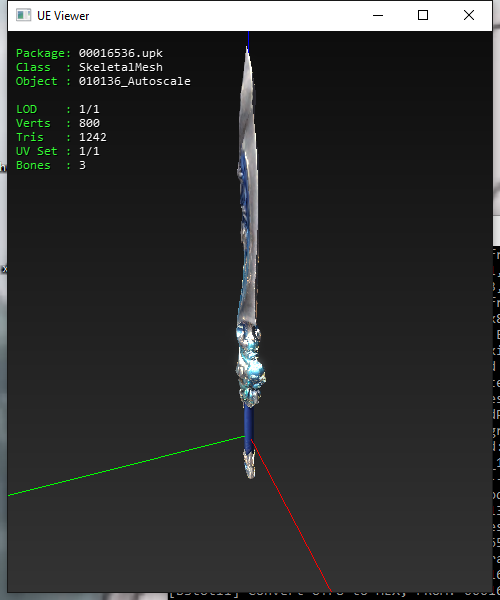 UE Viewer
Package: 00016536.upk
Class : SkeletalMesh
Object : 010136_Autoscale
LOD : 1/1
Verts : 800
Tris : 1242
UV Set : 1/1
Bones : 3